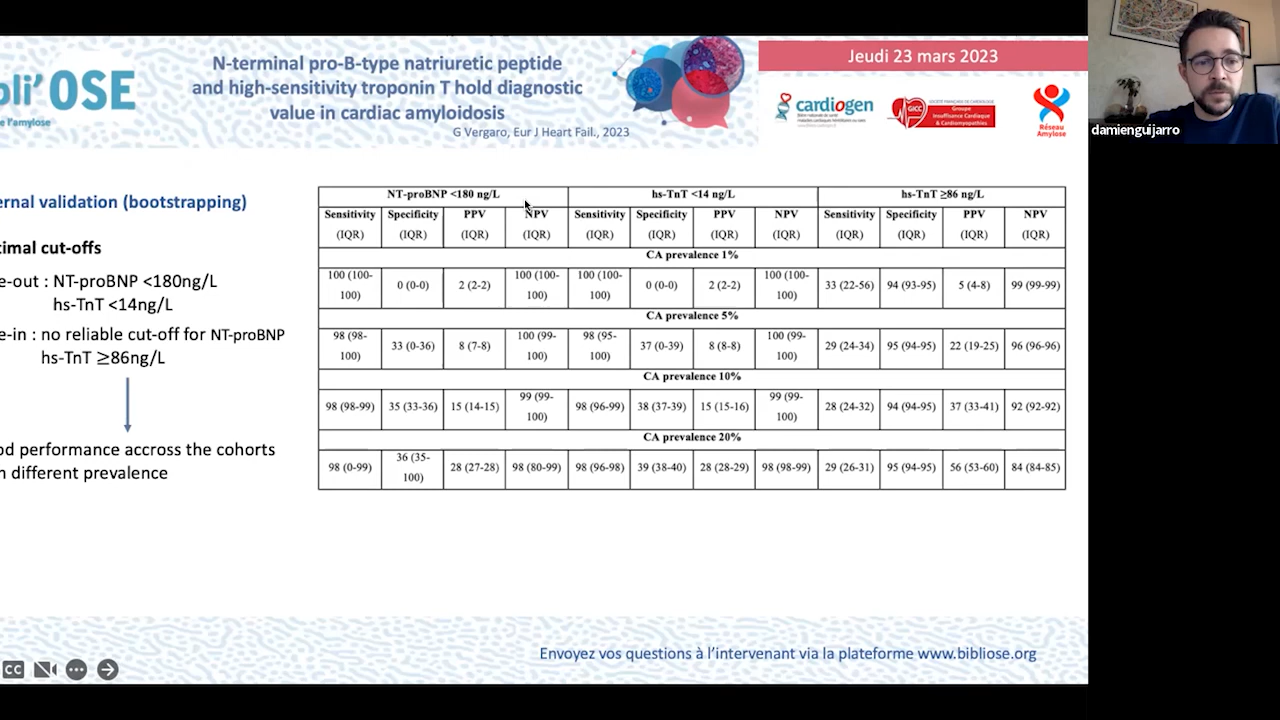 bli'OSE
e l'amylose
N-terminal pro-B-type natriuretic peptide
and high-sensitivity troponin T hold diagnostic
value in cardiac amyloidosis
G Vergaro, Eur J Heart Fail., 2023
Jeudi 23 mars 2023
cardiogen
GICC
Insuffisance Cardiaque
& Cardiomyopathies
Réseau
Amylose
damienguijarro
ernal validation (bootstrapping)
timal cut-offs
e-out : NT-proBNP <180ng/L
hs-TnT <14ng/L
e-in : no reliable cut-off for NT-proBNP
hs-TnT ≥86ng/L
od performance accross the cohorts
n different prevalence
NT-proBNP <180 ng/L hs-TnT <14 ng/L hs-TnT ≥86 ng/L
Sensitivity Specificity PPV NPV Sensitivity Specificity PPV NPV Sensitivity Specificity PPV NPV
(IQR) (IQR) (IQR) (IQR) (IQR) (IQR) (IQR) (IQR) (IQR) (IQR) (IQR) (IQR)
CA prevalence 1%
100 (100-100) 0 (0-0) 2 (2-2) 100 (100-100) 100 (100-100) 0 (0-0) 2 (2-2) 100 (100-100) 33 (22-56) 94 (93-95) 5 (4-8) 99 (99-99)
CA prevalence 5%
98 (98-100) 33 (0-36) 8 (7-8) 100 (99-100) 98 (95-100) 37 (0-39) 8 (8-8) 100 (99-100) 29 (24-34) 95 (94-95) 22 (19-25) 96 (96-96)
CA prevalence 10%
98 (98-99) 35 (33-36) 15 (14-15) 99 (99-100) 98 (96-99) 38 (37-39) 15 (15-16) 99 (99-100) 28 (24-32) 94 (94-95) 37 (33-41) 92 (92-92)
CA prevalence 20%
98 (0-99) 36 (35-100) 28 (27-28) 98 (80-99) 98 (96-98) 39 (38-40) 28 (28-29) 98 (98-99) 29 (26-31) 95 (94-95) 56 (53-60) 84 (84-85)
Envoyez vos questions à l'intervenant via la plateforme www.bibliose.org
CC